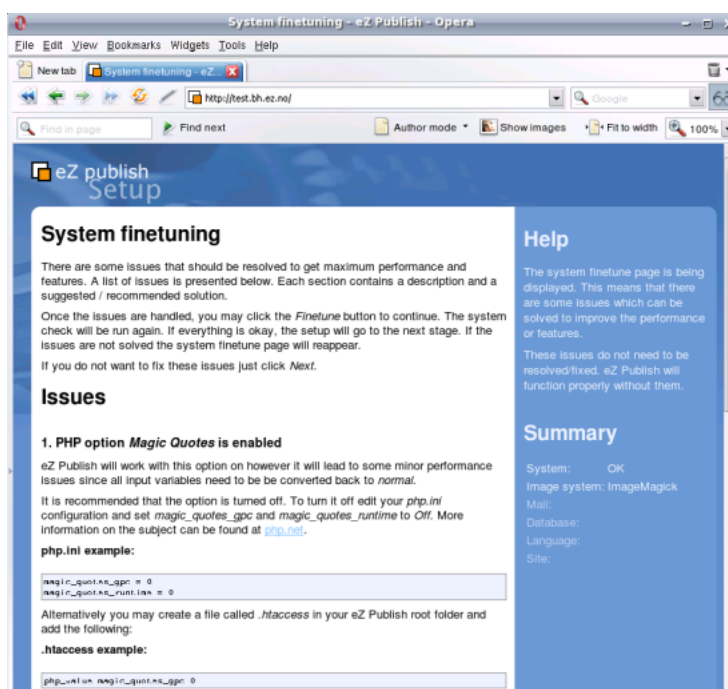 System finetuning - eZ Publish - Opera
File Edit View Bookmarks Widgets Tools Help
New tab System finetuning - eZ...
http://test.bh.ez.no/ Google
Find in page Find next Author mode Show images Fit to width 100%
eZ publish
Setup
System finetuning
There are some issues that should be resolved to get maximum performance and
features. A list of issues is presented below. Each section contains a description and a
suggested / recommended solution.
Once the issues are handled, you may click the Finetune button to continue. The system
check will be run again. If everything is okay, the setup will go to the next stage. If the
issues are not solved the system finetune page will reappear.
If you do not want to fix these issues just click Next.
Issues
1. PHP option Magic Quotes is enabled
eZ Publish will work with this option on however it will lead to some minor performance
issues since all input variables need to be be converted back to normal.
It is recommended that the option is turned off. To turn it off edit your php.ini
configuration and set magic_quotes_gpc and magic_quotes_runtime to Off. More
information on the subject can be found at php.net.
php.ini example:
magic_quotes_gpc = 0
magic_quotes_runtime = 0
Alternatively you may create a file called .htaccess in your eZ Publish root folder and
add the following:
.htaccess example:
php_value magic_quotes_gpc 0
Help
The system finetune page is being
displayed. This means that there
are some issues which can be
solved to improve the performance
or features.
These issues do not need to be
resolved/fixed. eZ Publish will
function properly without them.
Summary
System: OK
Image system: ImageMagick
Mail:
Database:
Language:
Site: